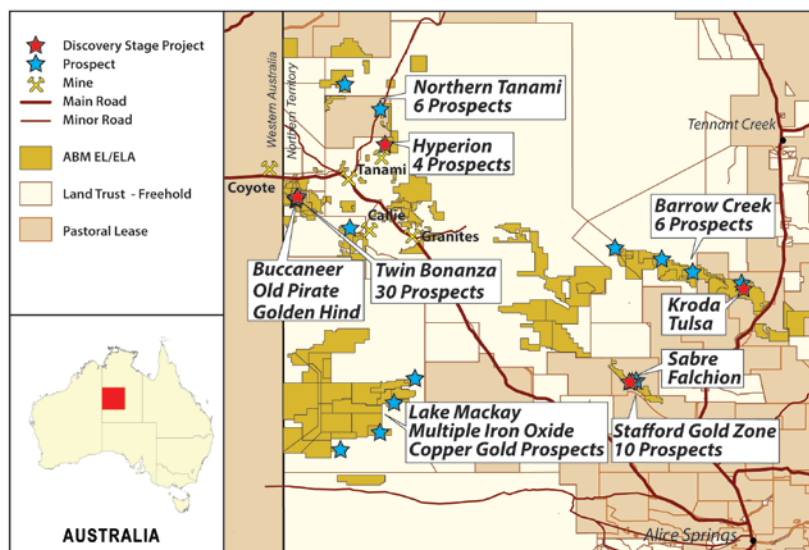 Discovery Stage Project
Prospect
Mine
Main Road
Minor Road
ABM EL/ELA
Land Trust - Freehold
Pastoral Lease
AUSTRALIA
Western Australia
Northern Territory
Northern Tanami
6 Prospects
Hyperion
4 Prospects
Tanami
Coyote
Callie
Granites
Buccaneer
Old Pirate
Golden Hind
Twin Bonanza
30 Prospects
Tennant Creek
Barrow Creek
6 Prospects
Kroda
Tulsa
Sabre
Falchion
Stafford Gold Zone
10 Prospects
Lake Mackay
Multiple Iron Oxide
Copper Gold Prospects
Alice Springs